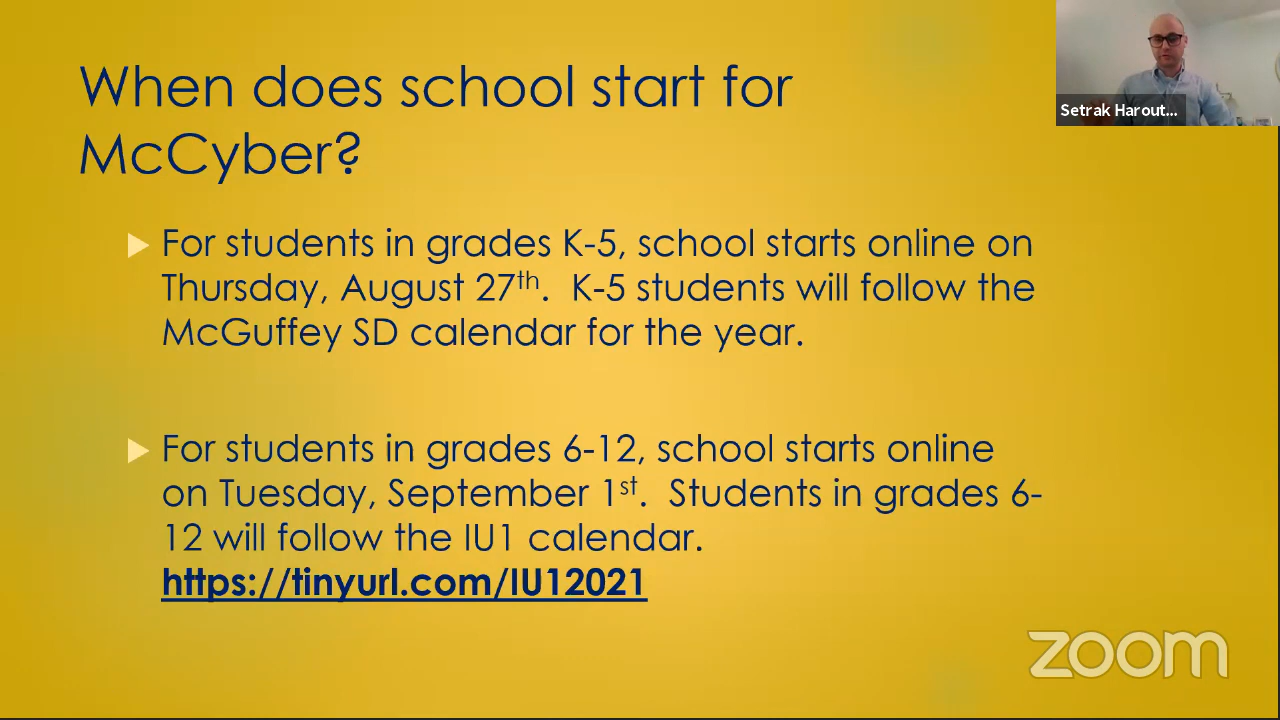 When does school start for
McCyber?
Setrak Harout...
For students in grades K-5, school starts online on
Thursday, August 27th.  K-5 students will follow the
McGuffey SD calendar for the year.
For students in grades 6-12, school starts online
on Tuesday, September 1st.  Students in grades 6-
12 will follow the IU1 calendar.
https://tinyurl.com/IU12021
zoom